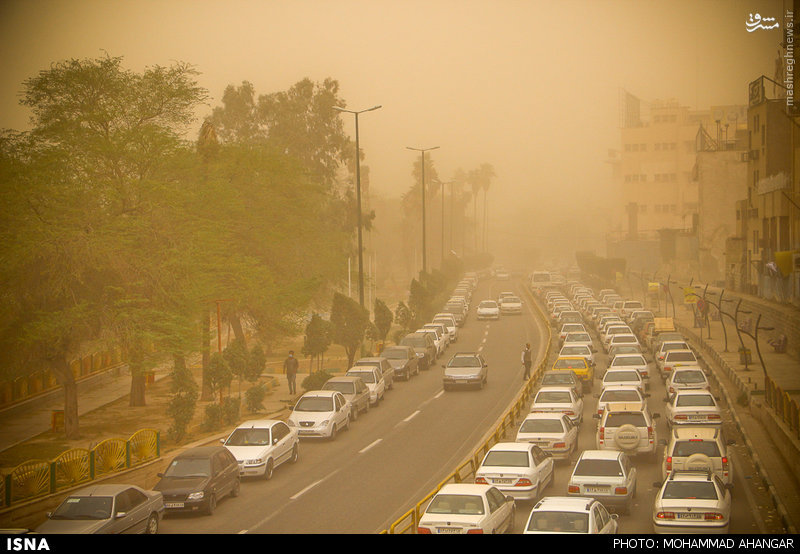 مشرق
mashreghnews.ir
ISNA
PHOTO: MOHAMMAD AHANGAR